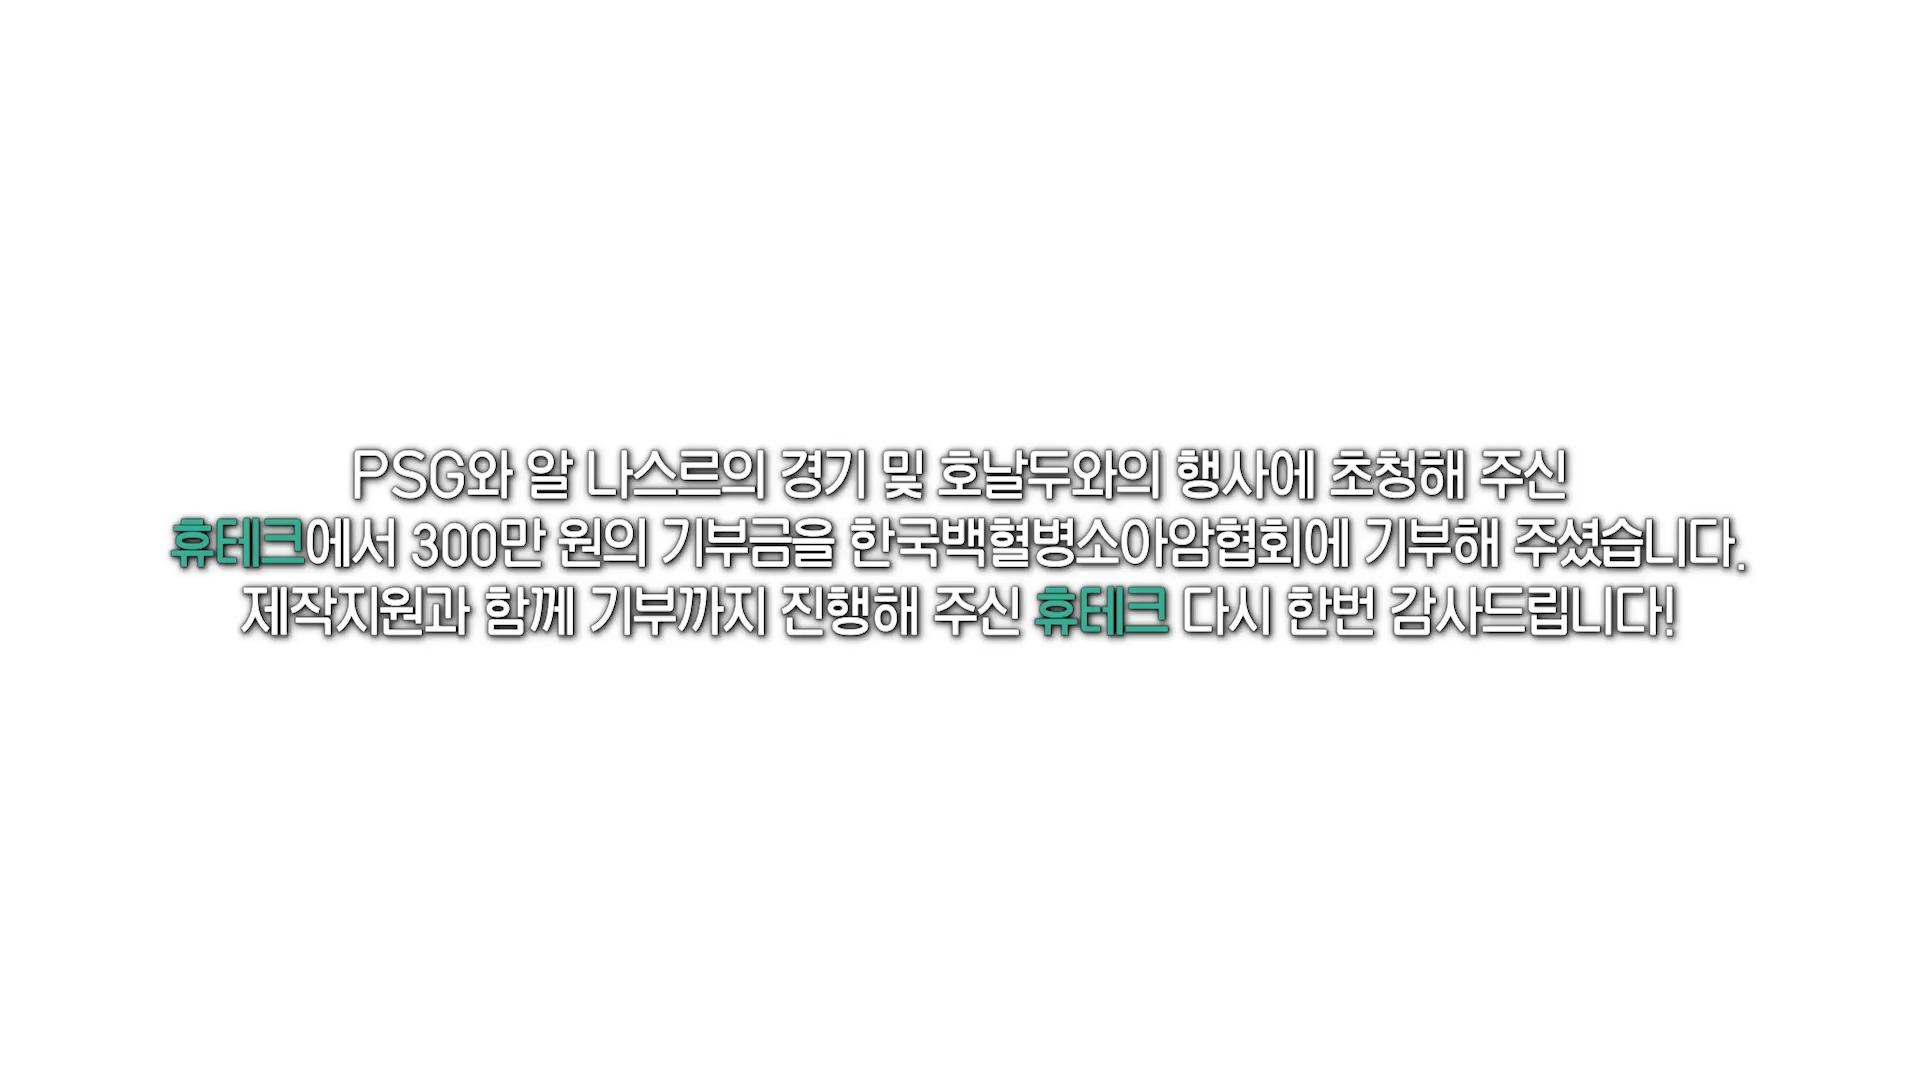 PSG와 알 나스르의 경기 및 호날두와의 행사에 초청해 주신
휴테크에서 300만 원의 기부금을 한국백혈병소아암협회에 기부해 주셨습니다.
제작지원과 함께 기부까지 진행해 주신 휴테크 다시 한번 감사드립니다!